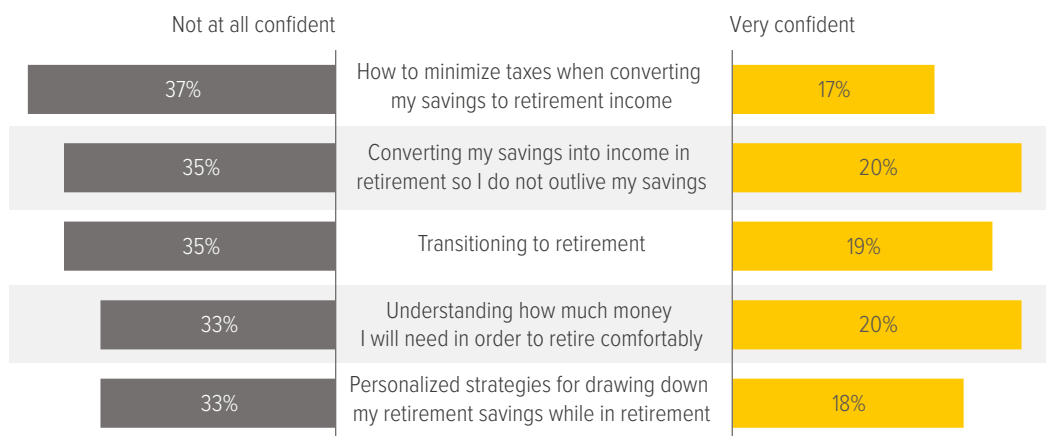 Not at all confident
Very confident
37%
How to minimize taxes when converting
my savings to retirement income
17%
35%
Converting my savings into income in
retirement so I do not outlive my savings
20%
35%
Transitioning to retirement
19%
33%
Understanding how much money
I will need in order to retire comfortably
20%
33%
Personalized strategies for drawing down
my retirement savings while in retirement
18%